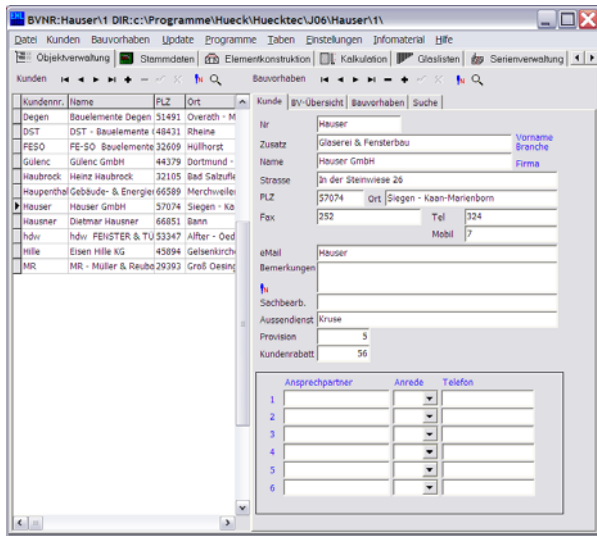 EHL BVNR:Hauser\1 DIR:c:\Programme\Hueck\Huecktec\J06\Hauser\1\
Datei Kunden Bauvorhaben Update Programme Taben Einstellungen Infomaterial Hilfe
Objektverwaltung Stammdaten Elementkonstruktion Kalkulation Glaslisten Serienverwaltung
Kunden Bauvorhaben
Kundennr. Name PLZ Ort
Degen Bauelemente Degen 51491 Overath - M
DST DST - Bauelemente ( 48431 Rheine
FESO FE-SO Bauelemente 32609 Hüllhorst
Gülenc Gülenc GmbH 44379 Dortmund -
Haubrock Heinz Haubrock 32105 Bad Salzufle
Haupenthal Gebäude- & Energie 66589 Merchweiler
Hauser Hauser GmbH 57074 Siegen - Ka
Hausner Dietmar Hausner 66851 Bann
hdw hdw FENSTER & TÜ 53347 Alfter - Oed
Hille Eisen Hille KG 45894 Gelsenkirch
MR MR - Müller & Reuba 29393 Groß Oesing
Kunde BV-Übersicht Bauvorhaben Suche
Nr Hauser
Zusatz Glaserei & Fensterbau Vorname
Branche
Name Hauser GmbH Firma
Strasse In der Steinwiese 26
PLZ 57074 Ort Siegen - Kaan-Marienborn
Fax 252 Tel 324
Mobil 7
eMail Hauser
Bemerkungen
Sachbearb.
Aussendienst Kruse
Provision 5
Kundenrabatt 56
Ansprechpartner Anrede Telefon
1
2
3
4
5
6